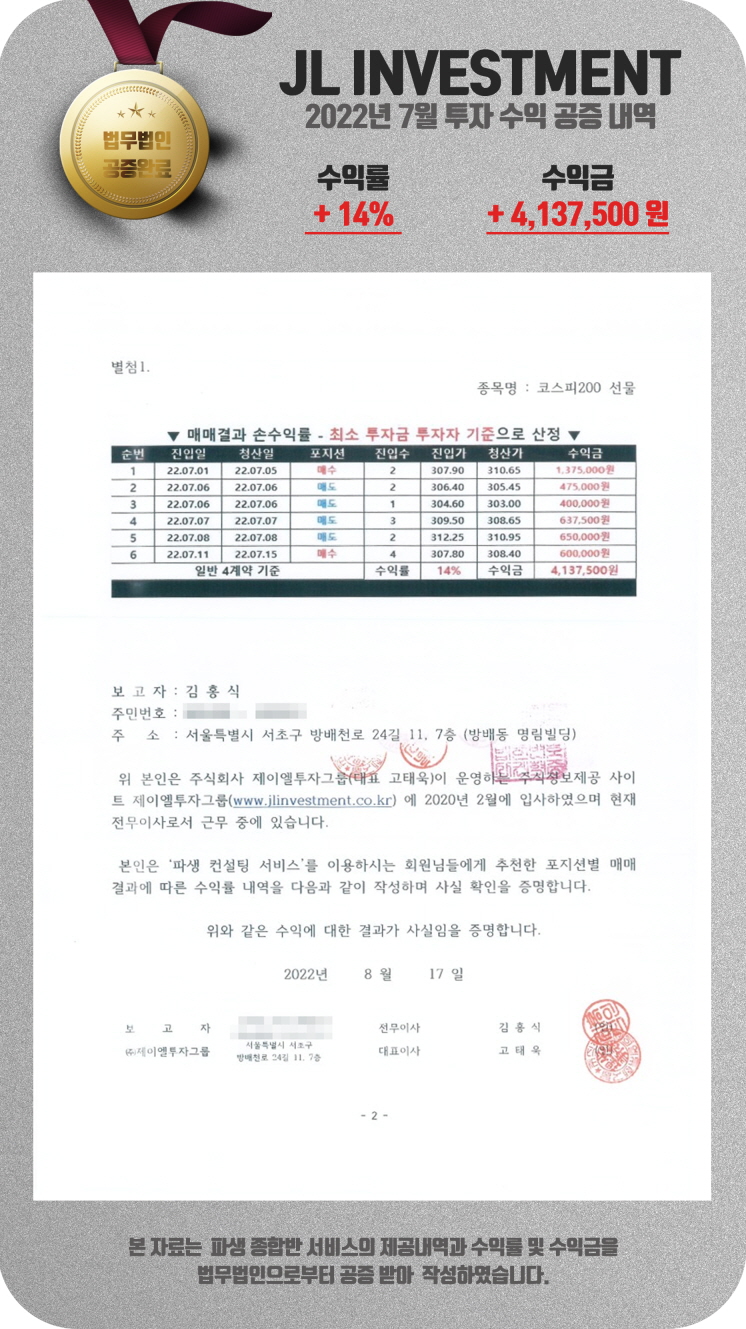 JL INVESTMENT
2022년 7월 투자 수익 공증 내역
법무법인
공증완료
수익률 수익금
+ 14% + 4,137,500 원
별첨1.
종목명 : 코스피200 선물
▼ 매매결과 손수익률 - 최소 투자금 투자자 기준으로 산정 ▼
순번 진입일 청산일 포지션 진입수 진입가 청산가 수익금
1 22.07.01 22.07.05 매수 2 307.90 310.65 1,375,000원
2 22.07.06 22.07.06 매도 2 306.40 305.45 475,000원
3 22.07.06 22.07.06 매도 1 304.60 303.00 400,000원
4 22.07.07 22.07.07 매도 3 309.50 308.65 637,500원
5 22.07.08 22.07.08 매도 2 312.25 310.95 650,000원
6 22.07.11 22.07.15 매수 4 307.80 308.40 600,000원
일반 4계약 기준 수익률 14% 수익금 4,137,500원
보 고 자 : 김 홍 식
주민번호 :
주 소 : 서울특별시 서초구 방배천로 24길 11, 7층 (방배동 명림빌딩)
위 본인은 주식회사 제이엘투자그룹(대표 고태욱)이 운영하는 주식정보제공 사이
트 제이엘투자그룹(www.jlinvestment.co.kr) 에 2020년 2월에 입사하였으며 현재
전무이사로서 근무 중에 있습니다.
본인은 '파생 컨설팅 서비스'를 이용하시는 회원님들에게 추천한 포지션별 매매
결과에 따른 수익률 내역을 다음과 같이 작성하며 사실 확인을 증명합니다.
위와 같은 수익에 대한 결과가 사실임을 증명합니다.
2022년 8 월 17 일
보 고 자 선무이사 김 홍 식
㈜제이엘투자그룹 서울특별시 서초구 방배천로 24길 11. 7층 대표이사 고 태 욱
- 2 -
본 자료는 파생 종합반 서비스의 제공내역과 수익률 및 수익금을
법무법인으로부터 공증 받아 작성하였습니다.